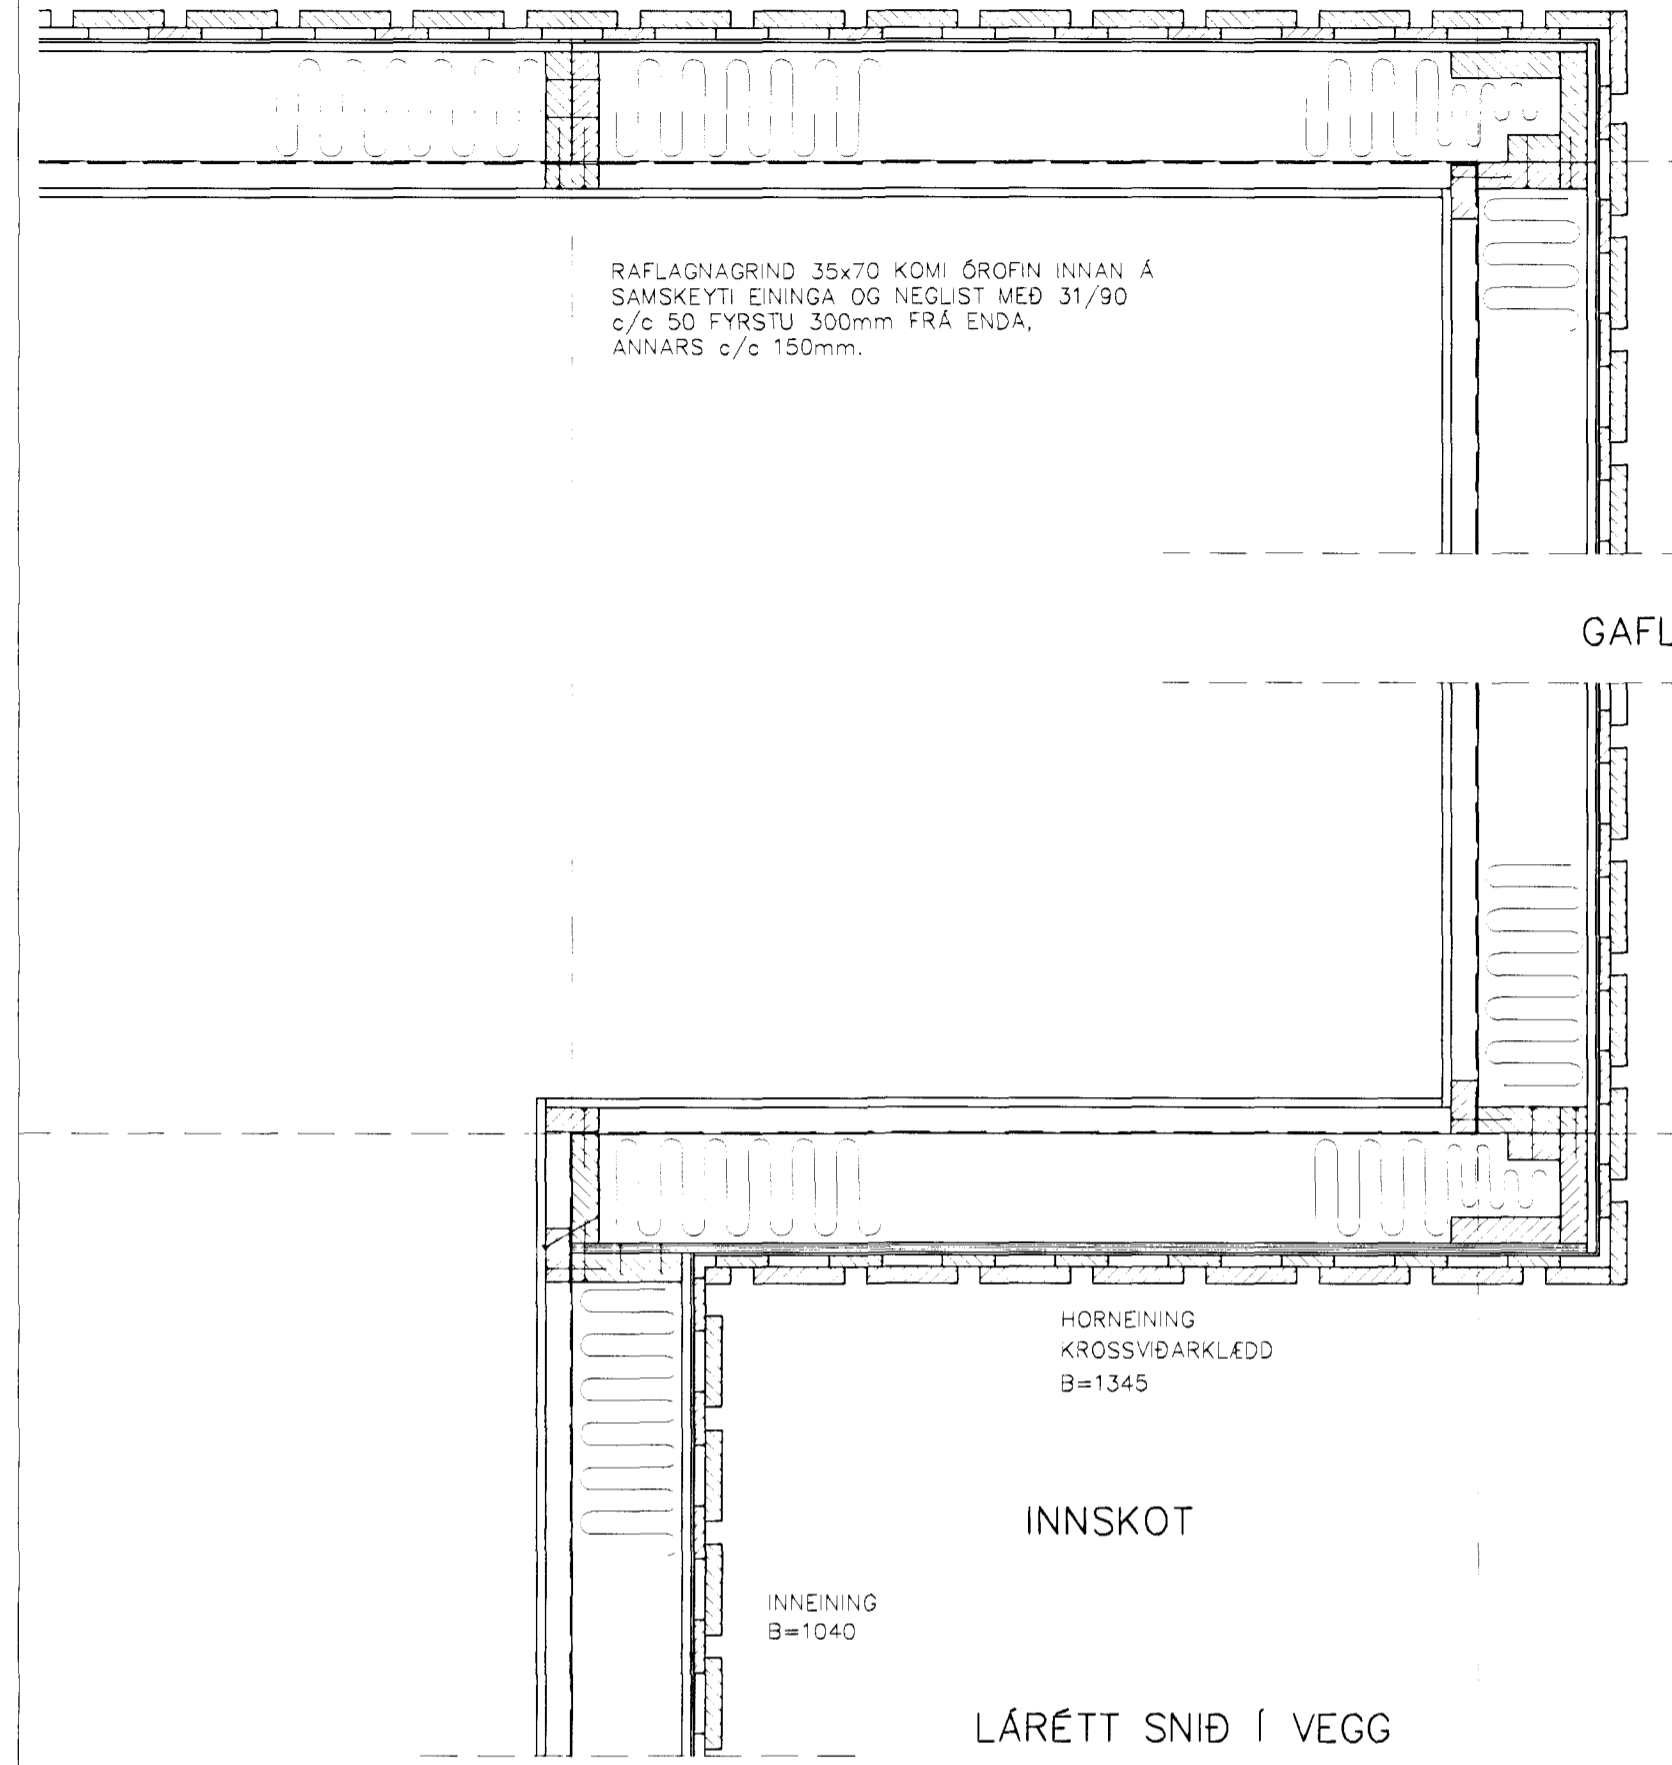 RAFLAGNAGRIND 35x70 KOMI ÓROFIN INNAN Á
SAMSKEYTI EININGA OG NEGLIST MEÐ 31/90
c/c 50 FYRSTU 300mm FRÁ ENDA,
ANNARS c/c 150mm.
GAFL
HORNEINING
KROSSVIÐARKLÆDD
B=1345
INNSKOT
INNEINING
B=1040
LÁRÉTT SNIÐ Í VEGG